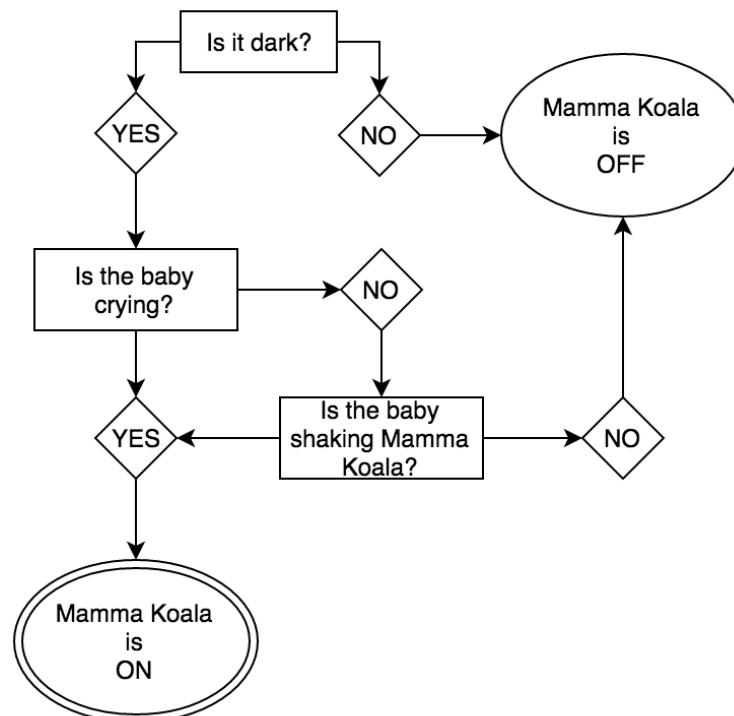 Is it dark?
YES
NO
Mamma Koala
is
OFF
Is the baby
crying?
NO
YES
Is the baby
shaking Mamma
Koala?
NO
Mamma Koala
is
ON